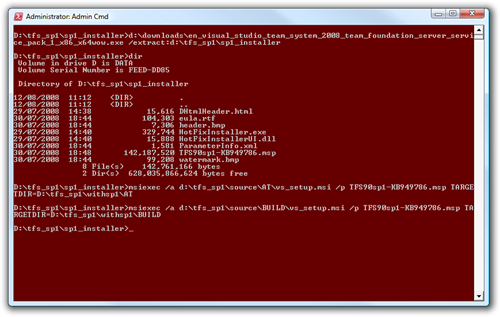 Administrator: Admin Cmd
D:\tfs_sp1\sp1_installer>d:\downloads\en_visual_studio_team_system_2008_team_foundation_server_servi
ce_pack_1_x86_x64wow.exe /extract:d:\tfs_sp1\sp1_installer
D:\tfs_sp1\sp1_installer>dir
Volume in drive D is DATA
Volume Serial Number is FEED-DD85
Directory of D:\tfs_sp1\sp1_installer
12/08/2008 11:12 <DIR> .
12/08/2008 11:12 <DIR> ..
29/07/2008 14:38 15,616 DHtmlHeader.html
30/07/2008 18:44 104,303 eula.rtf
30/07/2008 18:44 7,306 header.bmp
29/07/2008 14:40 329,744 HotFixInstaller.exe
29/07/2008 14:40 15,888 HotFixInstallerUI.dll
30/07/2008 18:44 1,581 ParameterInfo.xml
30/07/2008 18:48 142,187,520 TFS90sp1-KB949786.msp
30/07/2008 18:44 99,208 watermark.bmp
8 File(s) 142,761,166 bytes
2 Dir(s) 628,035,866,624 bytes free
D:\tfs_sp1\sp1_installer>msiexec /a d:\tfs_sp1\source\AT\vs_setup.msi /p TFS90sp1-KB949786.msp TARGE
TDIR=D:\tfs_sp1\withsp1\AT
D:\tfs_sp1\sp1_installer>msiexec /a d:\tfs_sp1\source\BUILD\vs_setup.msi /p TFS90sp1-KB949786.msp TA
RGETDIR=D:\tfs_sp1\withsp1\BUILD
D:\tfs_sp1\sp1_installer>_